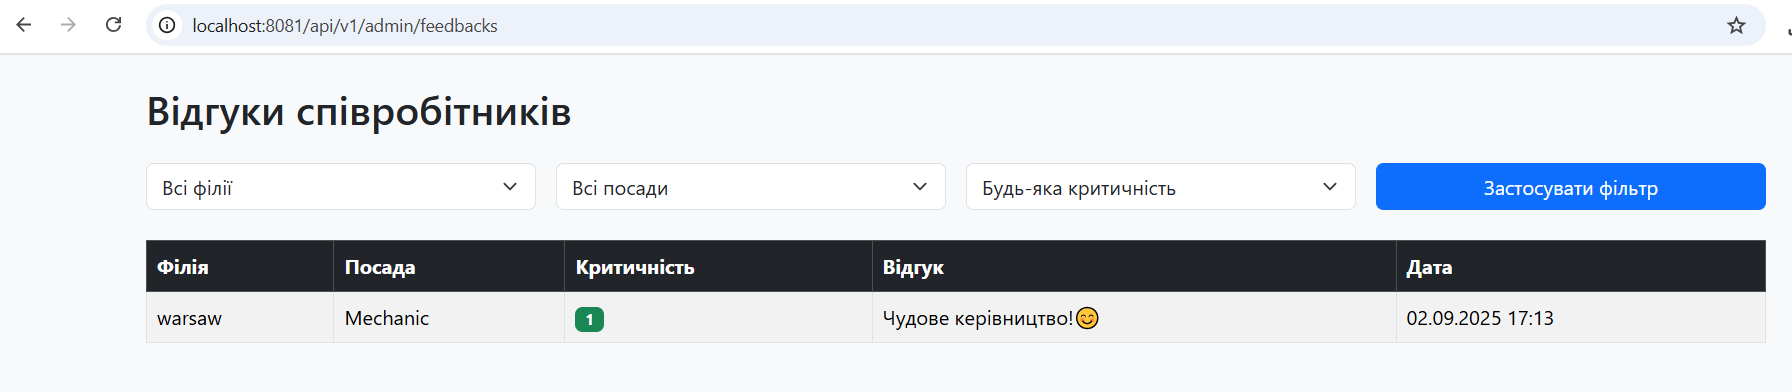 localhost:8081/api/v1/admin/feedbacks
Відгуки співробітників
Всі філії Всі посади Будь-яка критичність Застосувати фільтр
Філія Посада Критичність Відгук Дата
warsaw Mechanic 1 Чудове керівництво!😊 02.09.2025 17:13